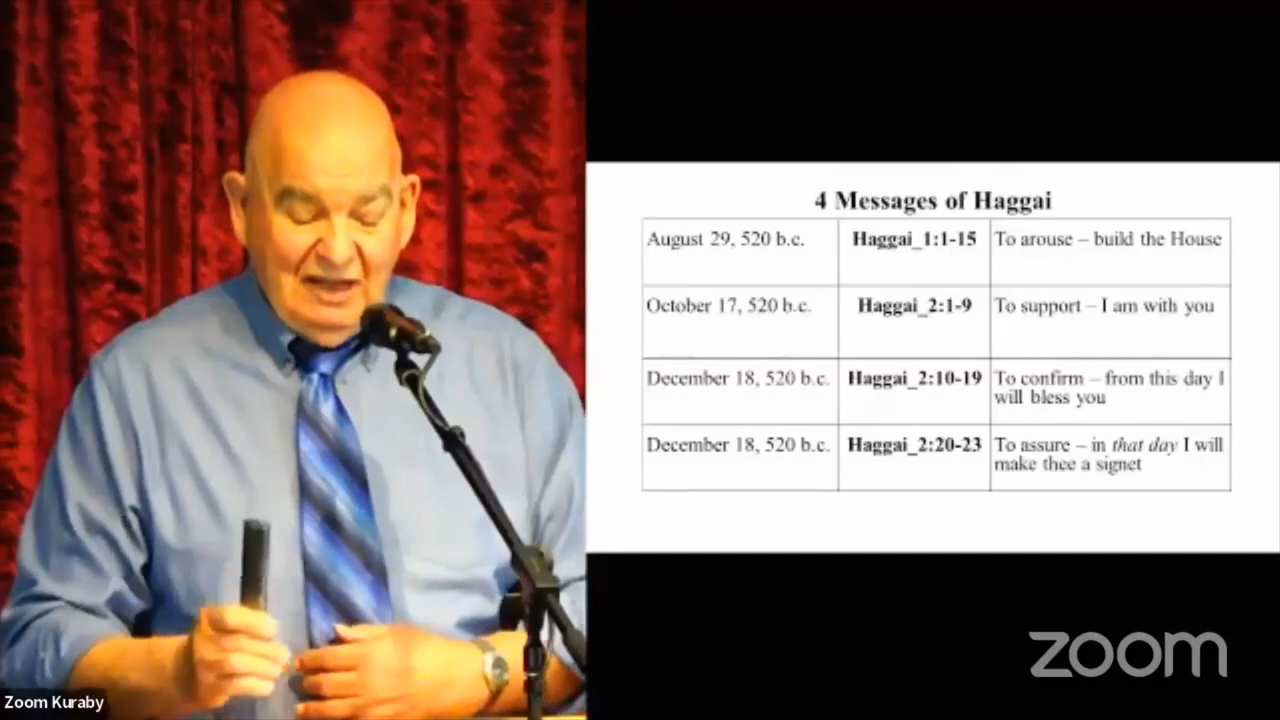 4 Messages of Haggai
August 29, 520 b.c. Haggai_1:1-15 To arouse – build the House
October 17, 520 b.c. Haggai_2:1-9 To support – I am with you
December 18, 520 b.c. Haggai_2:10-19 To confirm – from this day I
will bless you
December 18, 520 b.c. Haggai_2:20-23 To assure – in that day I will
make thee a signet
zoom
Zoom Kuraby